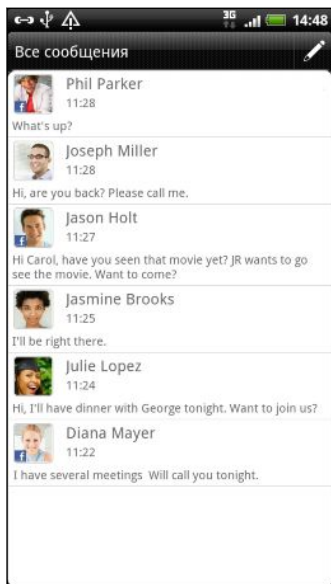 3G 14:48
Все сообщения
Phil Parker
11:28
What's up?
Joseph Miller
11:28
Hi, are you back? Please call me.
Jason Holt
11:27
Hi Carol, have you seen that movie yet? JR wants to go
see the movie. Want to come?
Jasmine Brooks
11:25
I'll be right there.
Julie Lopez
11:24
Hi, I'll have dinner with George tonight. Want to join us?
Diana Mayer
11:22
I have several meetings  Will call you tonight.